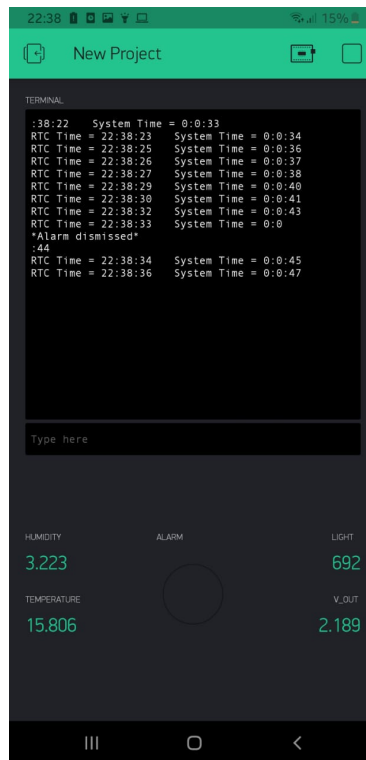 22:38 15%
New Project
TERMINAL
:38:22 System Time = 0:0:33
RTC Time = 22:38:23 System Time = 0:0:34
RTC Time = 22:38:25 System Time = 0:0:36
RTC Time = 22:38:26 System Time = 0:0:37
RTC Time = 22:38:27 System Time = 0:0:38
RTC Time = 22:38:29 System Time = 0:0:40
RTC Time = 22:38:30 System Time = 0:0:41
RTC Time = 22:38:32 System Time = 0:0:43
RTC Time = 22:38:33 System Time = 0:0
*Alarm dismissed*
:44
RTC Time = 22:38:34 System Time = 0:0:45
RTC Time = 22:38:36 System Time = 0:0:47
Type here
HUMIDITY ALARM LIGHT
3.223 692
TEMPERATURE V_OUT
15.806 2.189